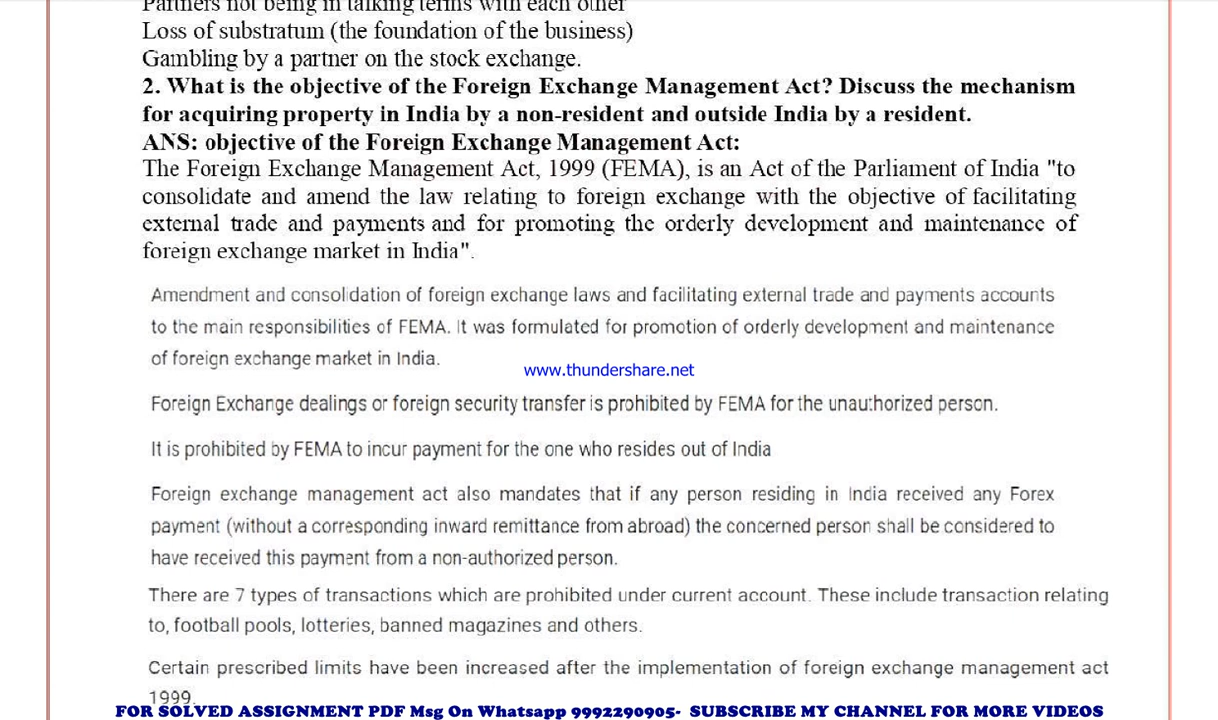 Partners not being in talking terms with each other
Loss of substratum (the foundation of the business)
Gambling by a partner on the stock exchange.
2. What is the objective of the Foreign Exchange Management Act? Discuss the mechanism
for acquiring property in India by a non-resident and outside India by a resident.
ANS: objective of the Foreign Exchange Management Act:
The Foreign Exchange Management Act, 1999 (FEMA), is an Act of the Parliament of India "to
consolidate and amend the law relating to foreign exchange with the objective of facilitating
external trade and payments and for promoting the orderly development and maintenance of
foreign exchange market in India".
Amendment and consolidation of foreign exchange laws and facilitating external trade and payments accounts
to the main responsibilities of FEMA. It was formulated for promotion of orderly development and maintenance
of foreign exchange market in India.
www.thundershare.net
Foreign Exchange dealings or foreign security transfer is prohibited by FEMA for the unauthorized person.
It is prohibited by FEMA to incur payment for the one who resides out of India
Foreign exchange management act also mandates that if any person residing in India received any Forex
payment (without a corresponding inward remittance from abroad) the concerned person shall be considered to
have received this payment from a non-authorized person.
There are 7 types of transactions which are prohibited under current account. These include transaction relating
to, football pools, lotteries, banned magazines and others.
Certain prescribed limits have been increased after the implementation of foreign exchange management act
1999.
FOR SOLVED ASSIGNMENT PDF Msg On Whatsapp 9992290905- SUBSCRIBE MY CHANNEL FOR MORE VIDEOS